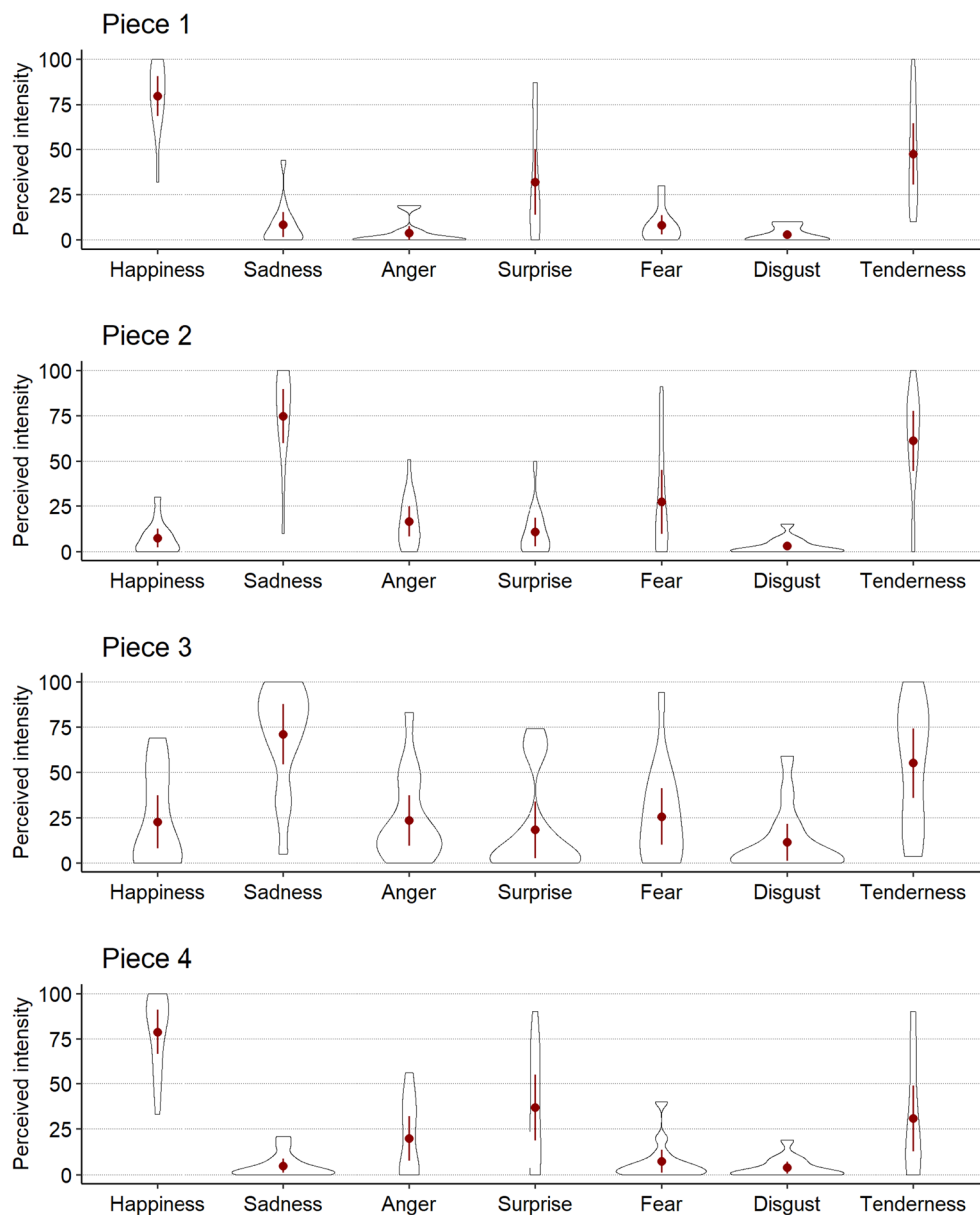 Piece 1
Perceived intensity
100
75
50
25
0
Happiness Sadness Anger Surprise Fear Disgust Tenderness
Piece 2
Perceived intensity
100
75
50
25
0
Happiness Sadness Anger Surprise Fear Disgust Tenderness
Piece 3
Perceived intensity
100
75
50
25
0
Happiness Sadness Anger Surprise Fear Disgust Tenderness
Piece 4
Perceived intensity
100
75
50
25
0
Happiness Sadness Anger Surprise Fear Disgust Tenderness